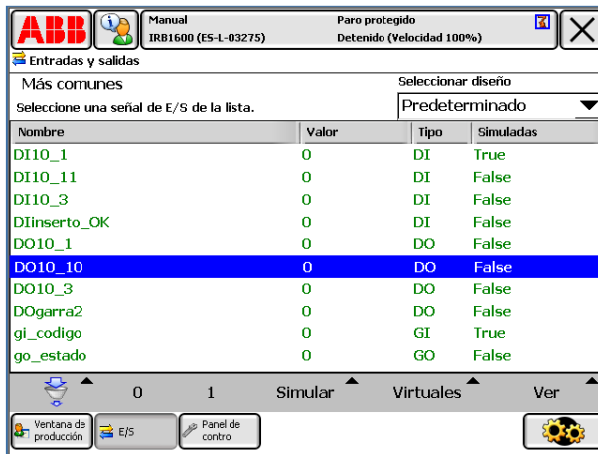 ABB
Manual
IRB1600 (ES-L-03275)
Paro protegido
Detenido (Velocidad 100%)
Entradas y salidas
Más comunes
Seleccionar diseño
Seleccione una señal de E/S de la lista.
Predeterminado
Nombre Valor Tipo Simuladas
DI10_1 0 DI True
DI10_11 0 DI False
DI10_3 0 DI False
DIinserto_OK 0 DI False
DO10_1 0 DO False
DO10_10 0 DO False
DO10_3 0 DO False
DOgarra2 0 DO False
gi_codigo 0 GI True
go_estado 0 GO False
0 1 Simular Virtuales Ver
Ventana de
producción
E/S
Panel de
contro